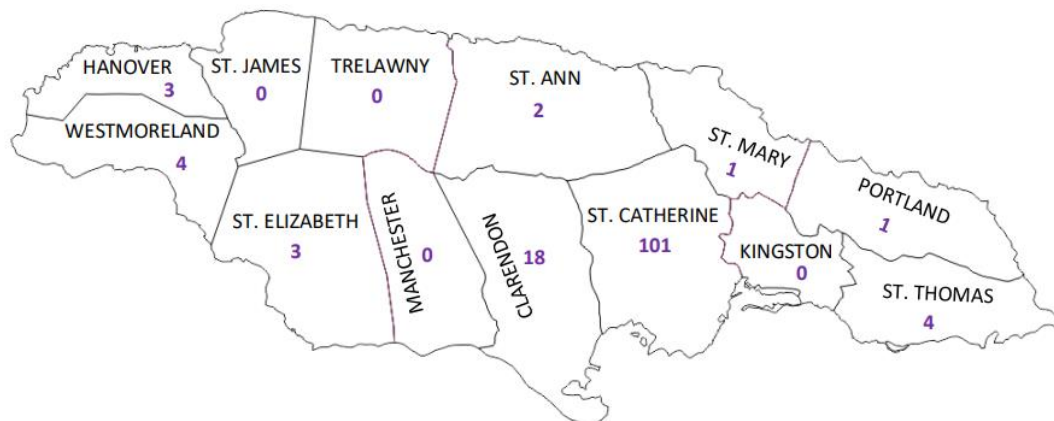 HANOVER
3
ST. JAMES
0
TRELAWNY
0
ST. ANN
2
WESTMORELAND
4
ST. MARY
1
PORTLAND
1
ST. ELIZABETH
3
MANCHESTER
0
CLARENDON
18
ST. CATHERINE
101
KINGSTON
0
ST. THOMAS
4